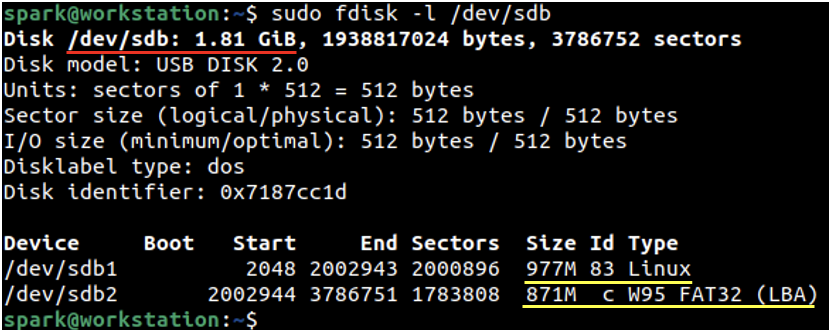 spark@workstation:~$ sudo fdisk -l /dev/sdb
Disk /dev/sdb: 1.81 GiB, 1938817024 bytes, 3786752 sectors
Disk model: USB DISK 2.0
Units: sectors of 1 * 512 = 512 bytes
Sector size (logical/physical): 512 bytes / 512 bytes
I/O size (minimum/optimal): 512 bytes / 512 bytes
Disklabel type: dos
Disk identifier: 0x7187cc1d
Device     Boot   Start     End Sectors  Size Id Type
/dev/sdb1          2048 2002943 2000896  977M 83 Linux
/dev/sdb2       2002944 3786751 1783808  871M  c W95 FAT32 (LBA)
spark@workstation:~$